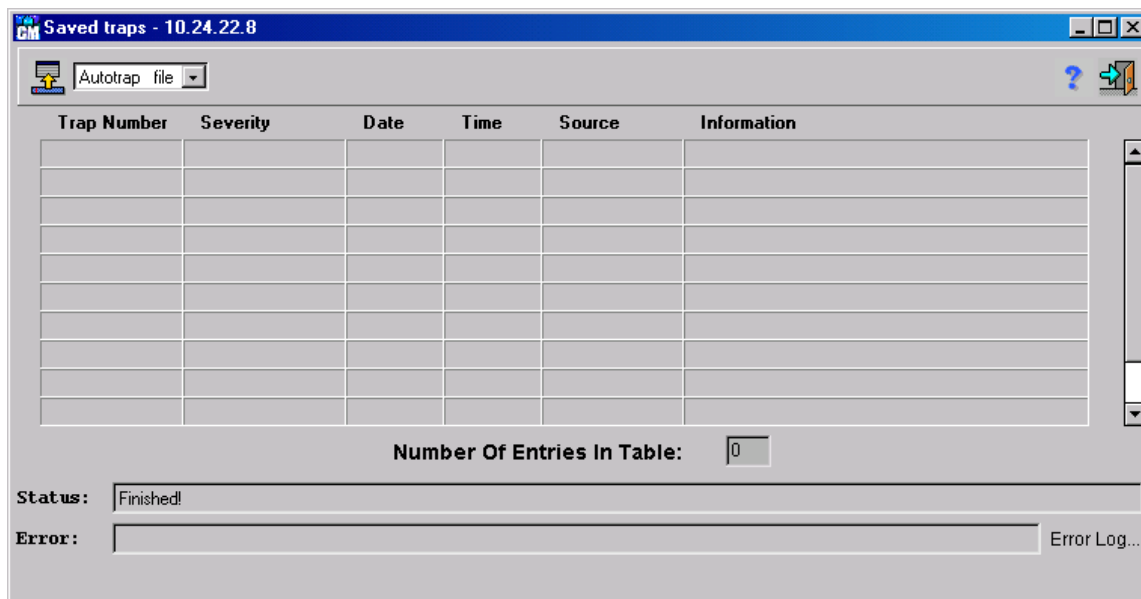 GM Saved traps - 10.24.22.8
Autotrap file
?
Trap Number Severity Date Time Source Information
Number Of Entries In Table: 0
Status: Finished!
Error: Error Log...